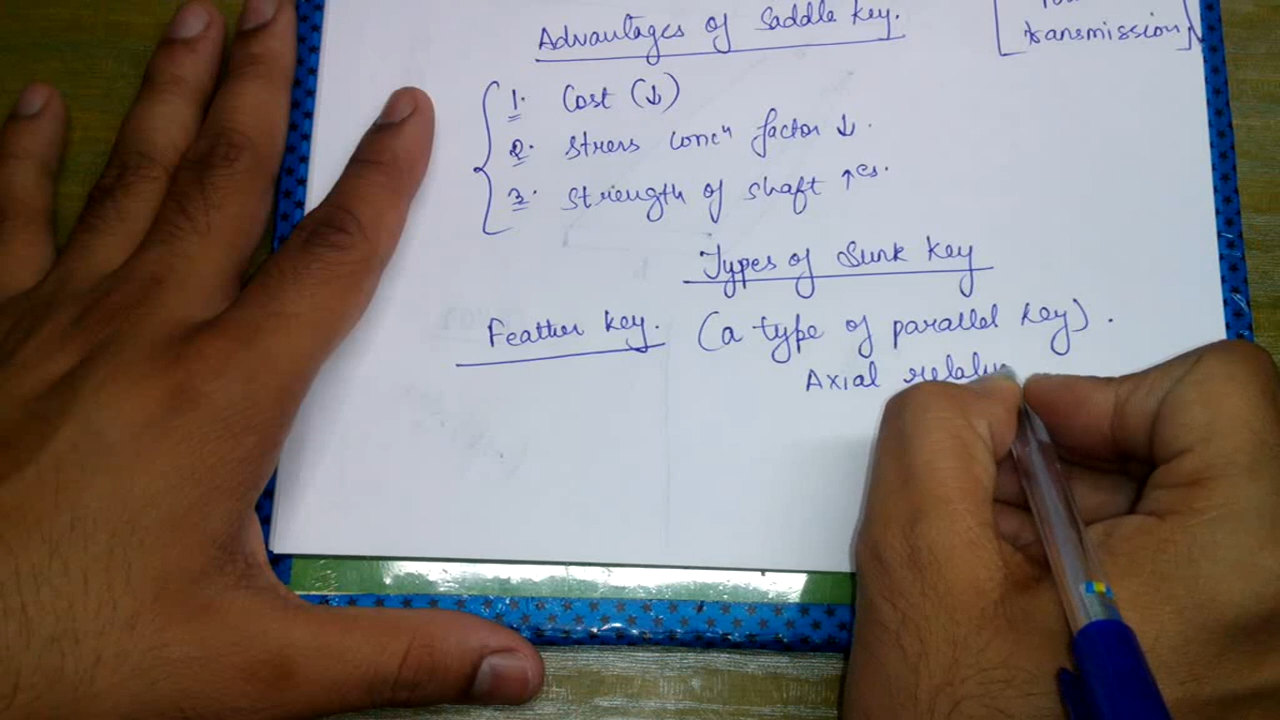 Advantages of Saddle key.
transmission]
1. Cost (↓)
2. Stress concⁿ factor ↓.
3. Strength of shaft ↑es.
Types of Sunk key
Feather key. (a type of parallel key).
Axial